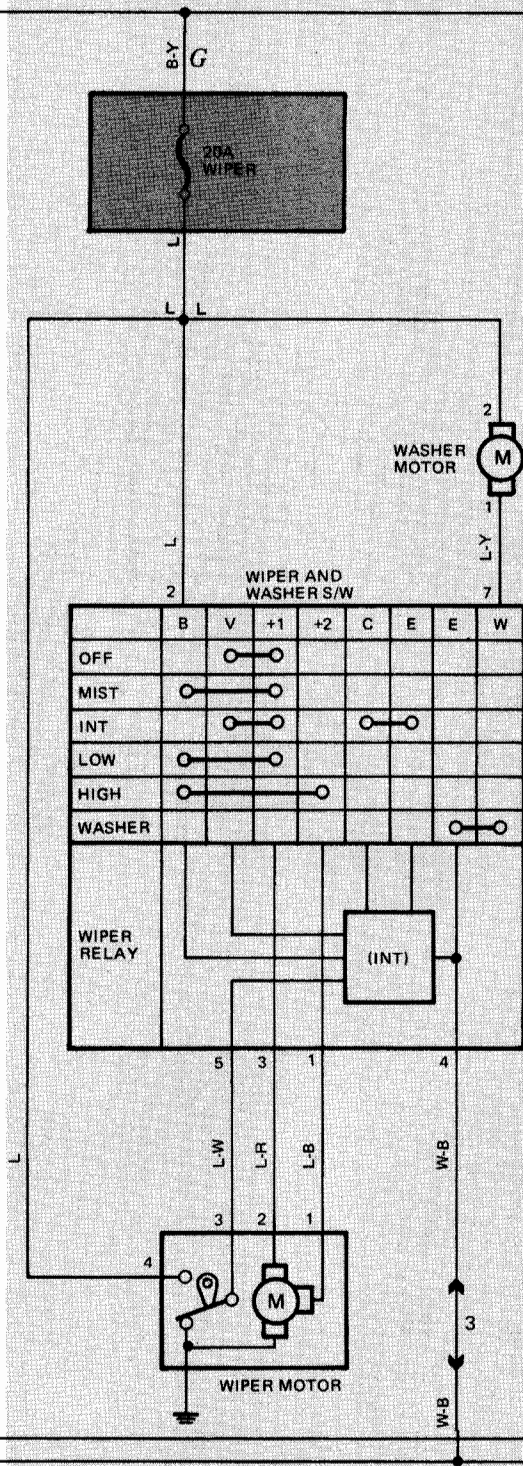 B-Y G
20A
WIPER
L
L L
2
WASHER
MOTOR
M
1
L
L-Y
WIPER AND
WASHER S/W
2 7
B V +1 +2 C E E W
OFF
MIST
INT
LOW
HIGH
WASHER
WIPER
RELAY
(INT)
5 3 1 4
L
L-W L-R L-B W-B
3 2 1
4
M
3
WIPER MOTOR
W-B